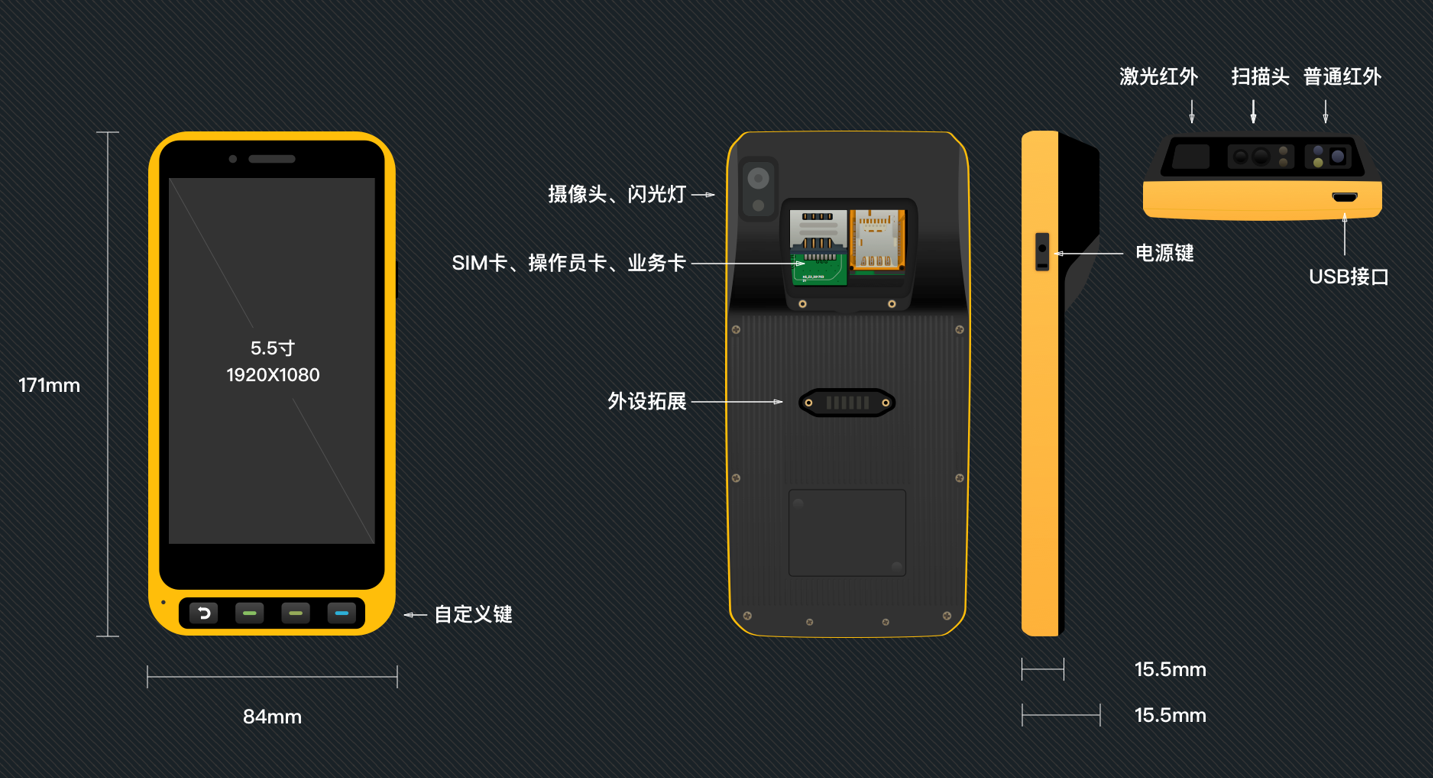 激光红外
扫描头
普通红外
摄像头、闪光灯
SIM卡、操作员卡、业务卡
电源键
USB接口
5.5寸
1920X1080
171mm
外设拓展
自定义键
84mm
15.5mm
15.5mm